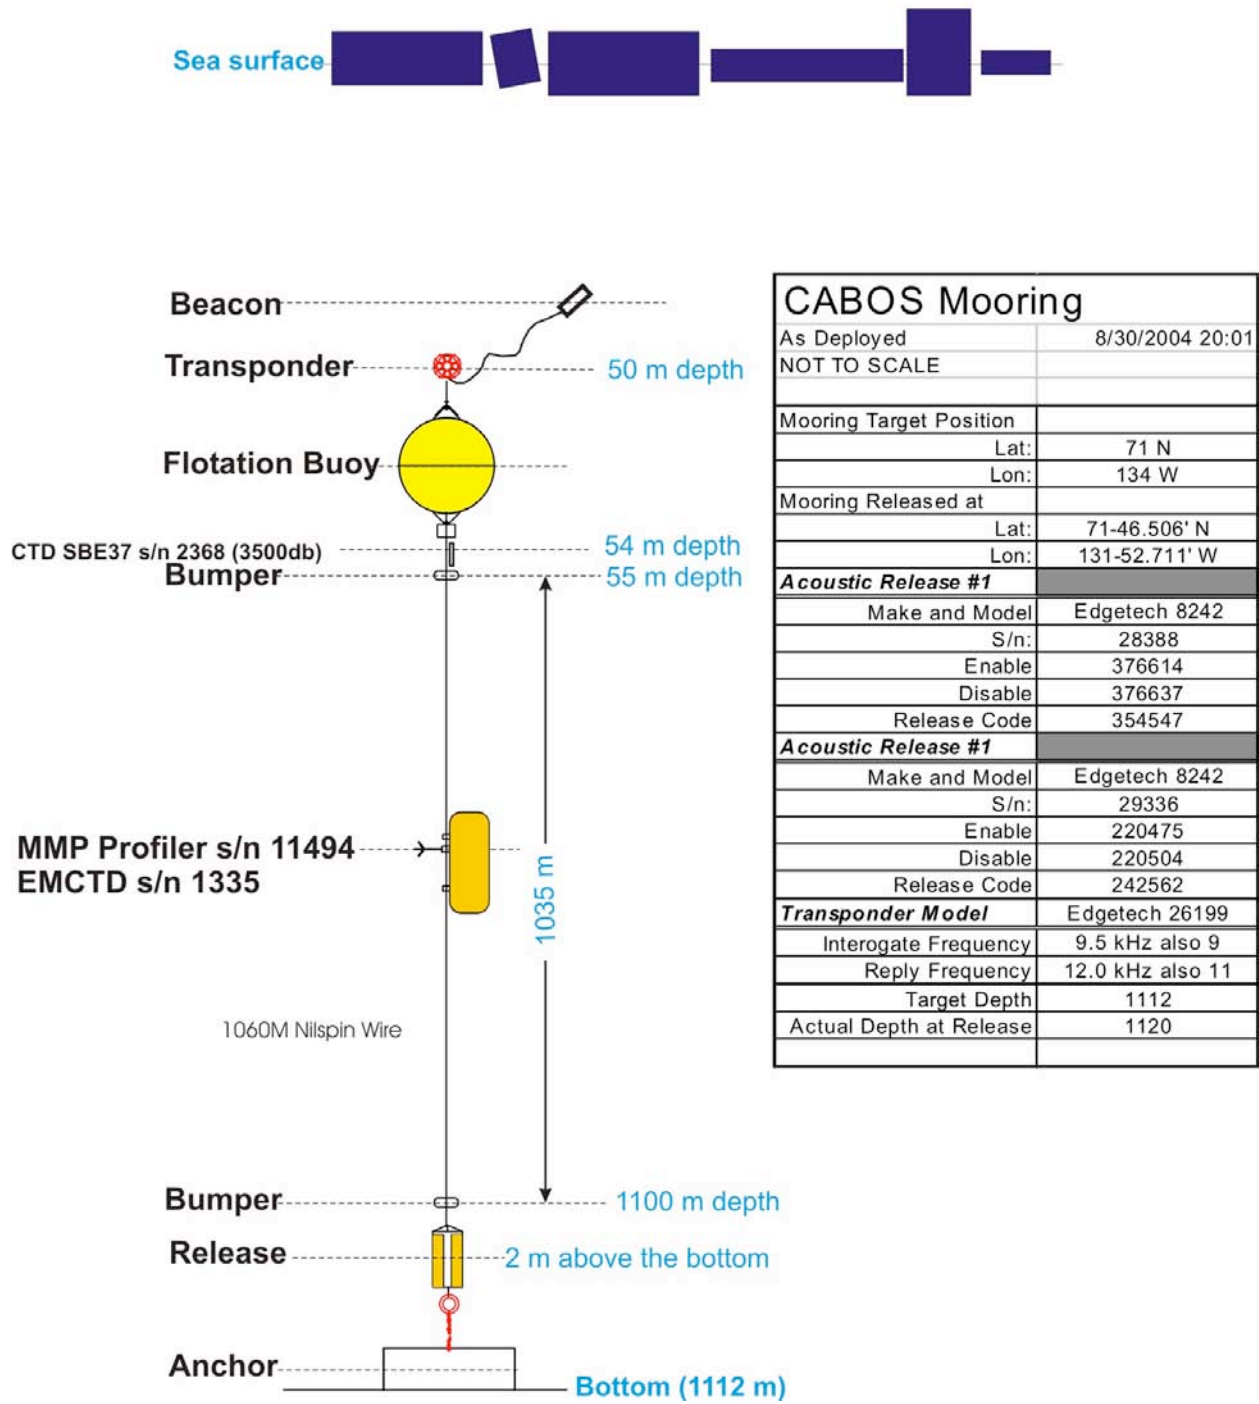 Sea surface
Beacon
Transponder
50 m depth
Flotation Buoy
CTD SBE37 s/n 2368 (3500db)
54 m depth
Bumper
55 m depth
MMP Profiler s/n 11494
EMCTD s/n 1335
1035 m
1060M Nilspin Wire
Bumper
1100 m depth
Release
2 m above the bottom
Anchor
Bottom (1112 m)
CABOS Mooring
As Deployed 8/30/2004 20:01
NOT TO SCALE
Mooring Target Position
Lat: 71 N
Lon: 134 W
Mooring Released at
Lat: 71-46.506' N
Lon: 131-52.711' W
Acoustic Release #1
Make and Model Edgetech 8242
S/n: 28388
Enable 376614
Disable 376637
Release Code 354547
Acoustic Release #1
Make and Model Edgetech 8242
S/n: 29336
Enable 220475
Disable 220504
Release Code 242562
Transponder Model Edgetech 26199
Interogate Frequency 9.5 kHz also 9
Reply Frequency 12.0 kHz also 11
Target Depth 1112
Actual Depth at Release 1120